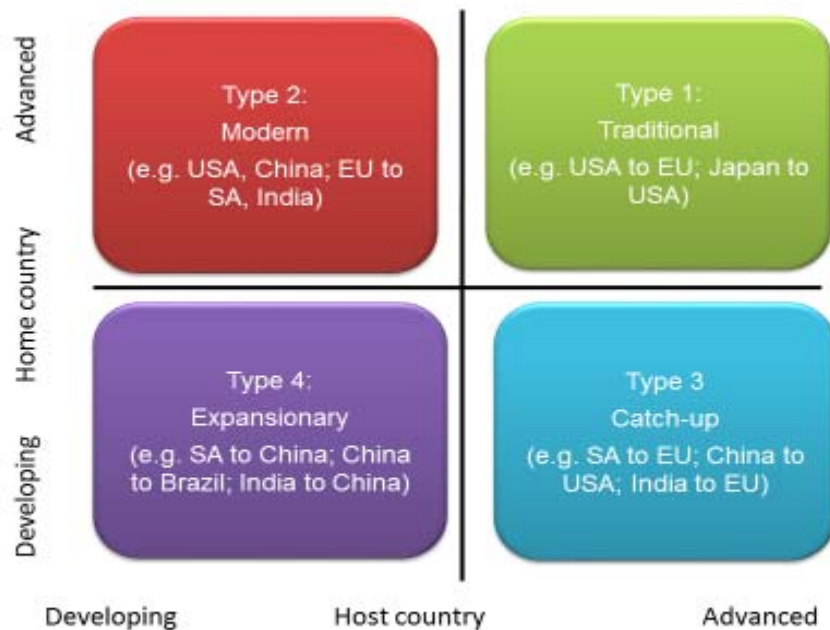 Advanced
Home country
Developing
Type 2:
Modern
(e.g. USA, China; EU to
SA, India)
Type 1:
Traditional
(e.g. USA to EU; Japan to
USA)
Type 4:
Expansionary
(e.g. SA to China; China
to Brazil; India to China)
Type 3
Catch-up
(e.g. SA to EU; China to
USA; India to EU)
Developing
Host country
Advanced